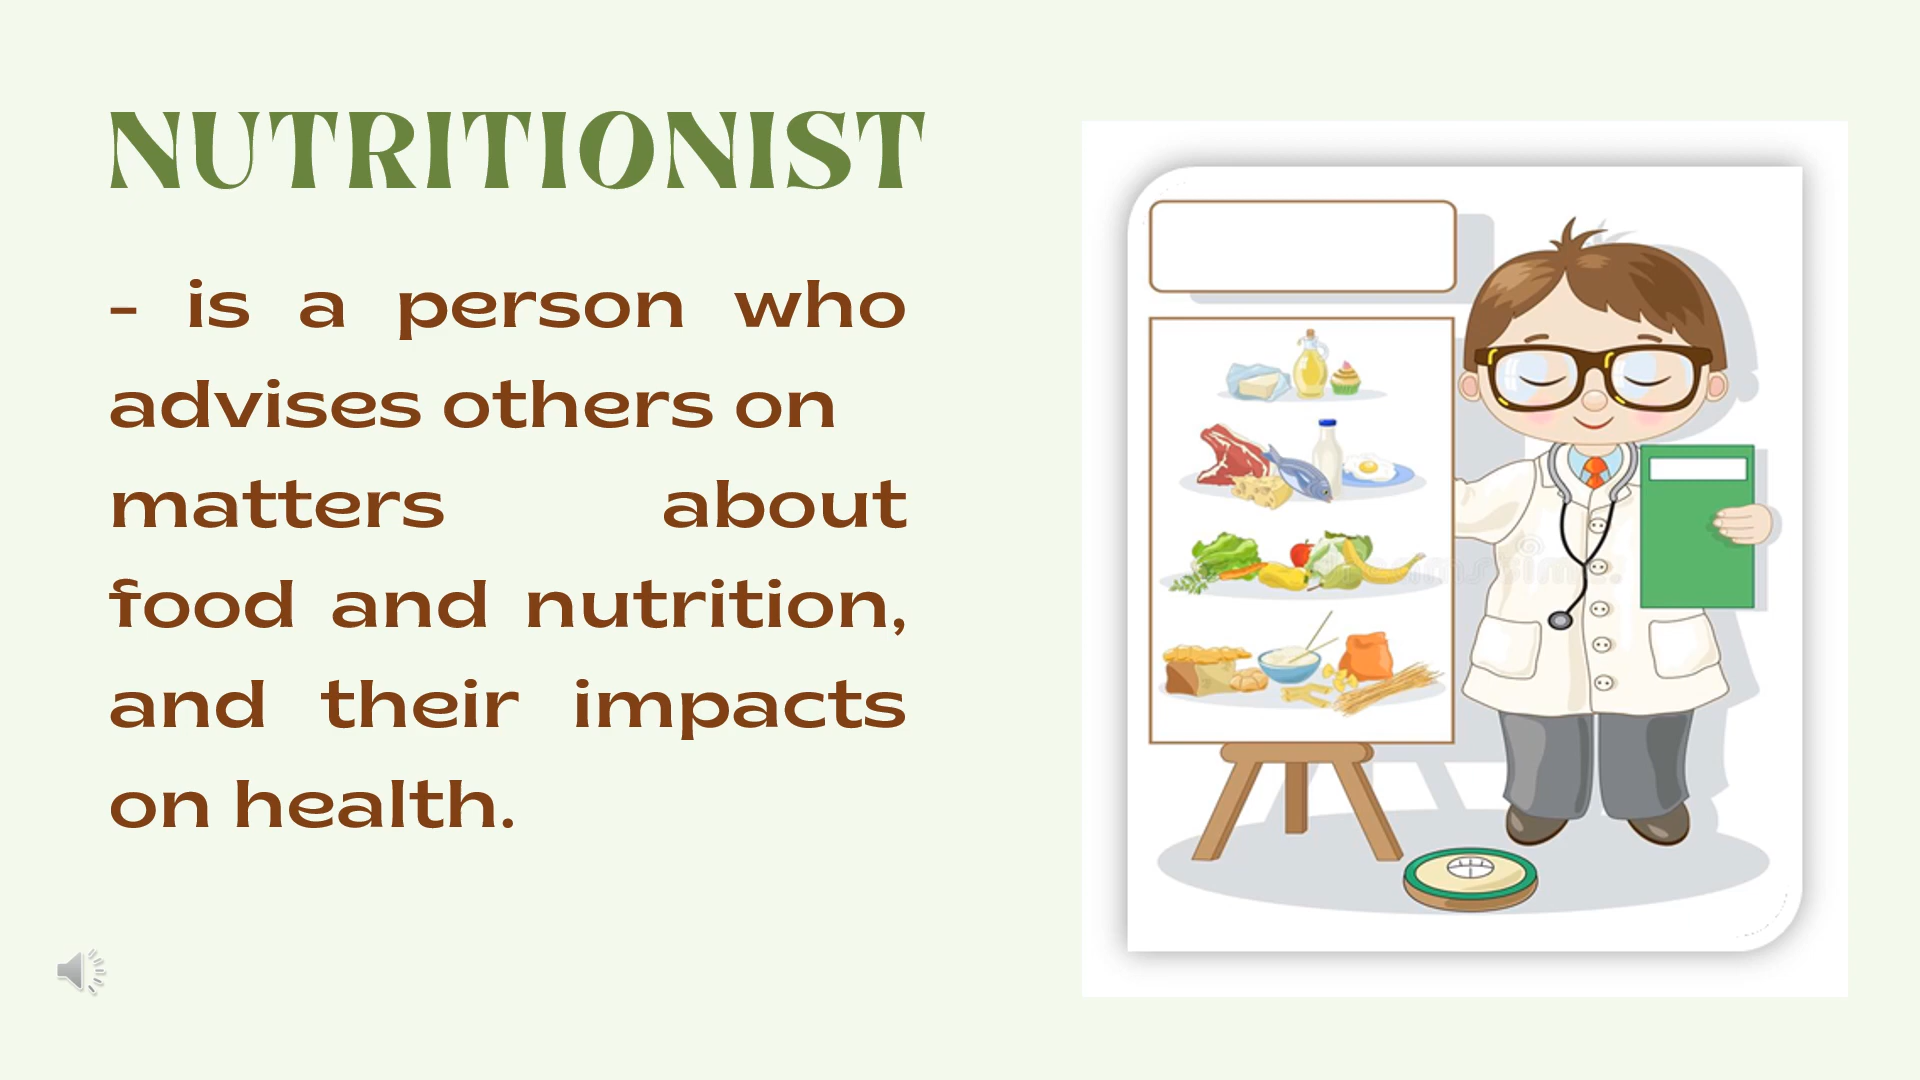 NUTRITIONIST
- is a person who
advises others on
matters about
food and nutrition,
and their impacts
on health.